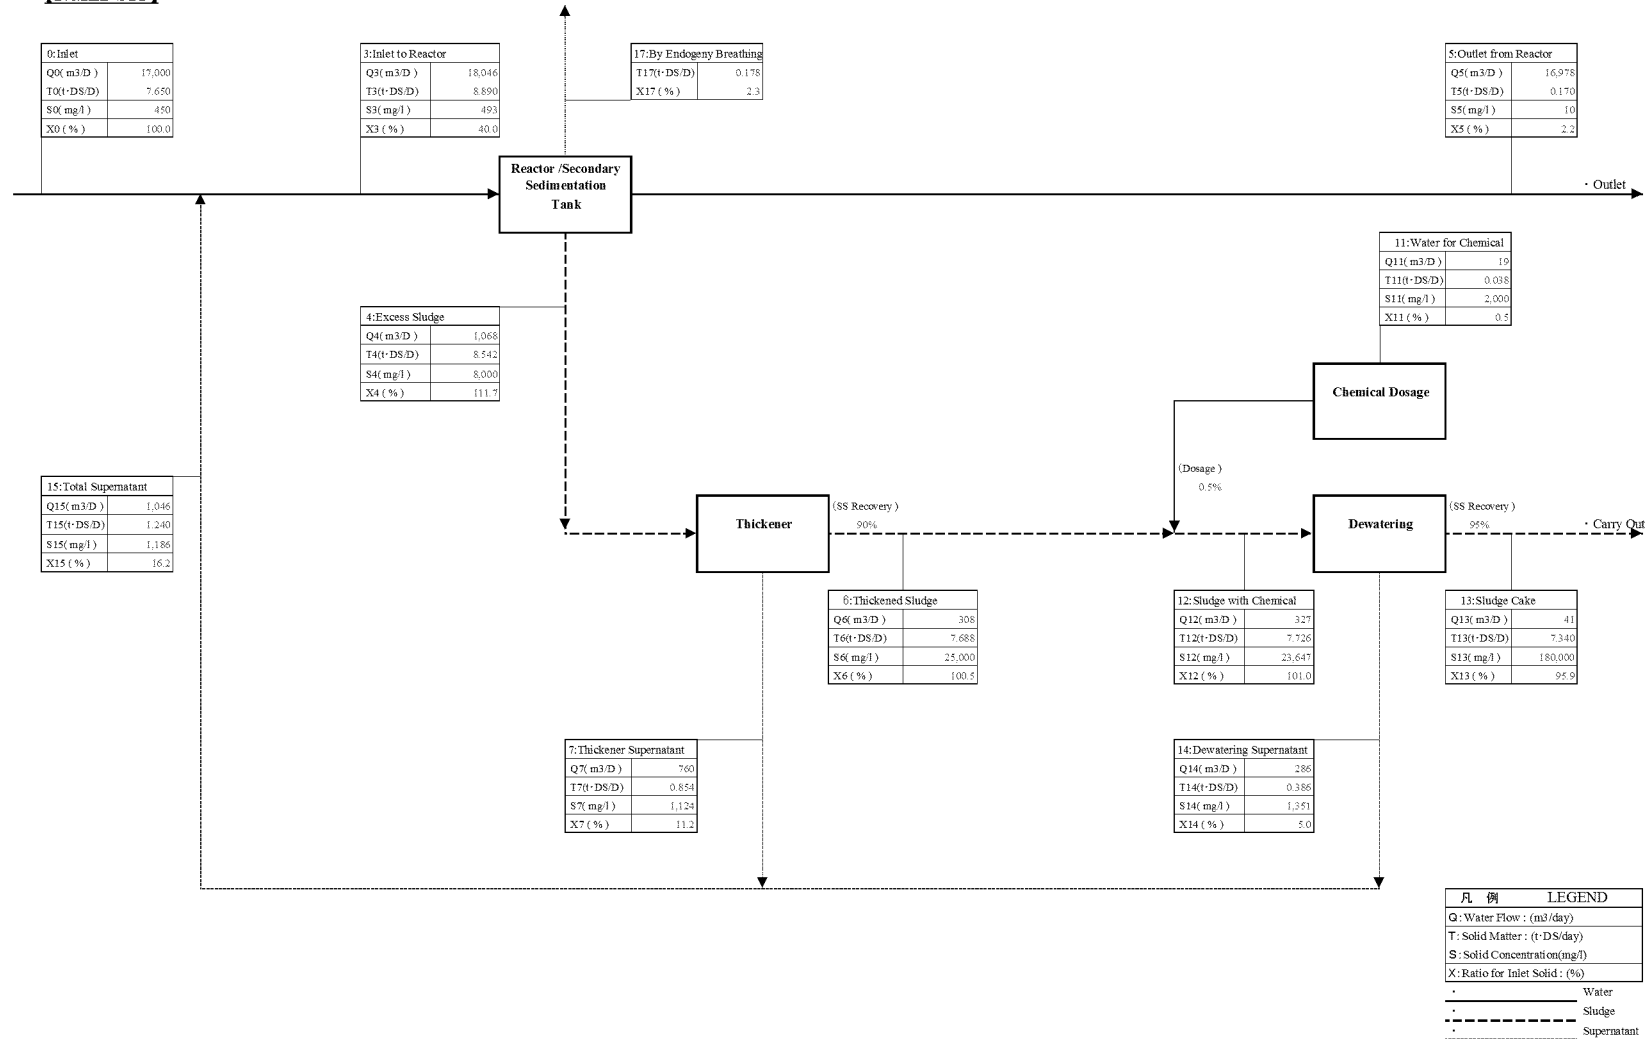 0:Inlet
Q0( m3/D ) 17,000
T0(t·DS/D) 7.650
S0( mg/l ) 450
X0 ( % ) 100.0
3:Inlet to Reactor
Q3( m3/D ) 18,046
T3(t·DS/D) 8.890
S3( mg/l ) 493
X3 ( % ) 40.0
17:By Endogeny Breathing
T17(t·DS/D) 0.178
X17 ( % ) 2.3
5:Outlet from Reactor
Q5( m3/D ) 16,978
T5(t·DS/D) 0.170
S5( mg/l ) 10
X5 ( % ) 2.2
Reactor /Secondary
Sedimentation
Tank
· Outlet
11:Water for Chemical
Q11( m3/D ) 19
T11(t·DS/D) 0.038
S11( mg/l ) 2,000
X11 ( % ) 0.5
4:Excess Sludge
Q4( m3/D ) 1,068
T4(t·DS/D) 8.542
S4( mg/l ) 8,000
X4 ( % ) 111.7
Chemical Dosage
(Dosage )
0.5%
15:Total Supernatant
Q15( m3/D ) 1,046
T15(t·DS/D) 1.240
S15( mg/l ) 1,186
X15 ( % ) 16.2
Thickener
(SS Recovery )
90%
Dewatering
(SS Recovery )
95%
· Carry Out
6:Thickened Sludge
Q6( m3/D ) 308
T6(t·DS/D) 7.688
S6( mg/l ) 25,000
X6 ( % ) 100.5
12:Sludge with Chemical
Q12( m3/D ) 327
T12(t·DS/D) 7.726
S12( mg/l ) 23,647
X12 ( % ) 101.0
13:Sludge Cake
Q13( m3/D ) 41
T13(t·DS/D) 7.340
S13( mg/l ) 180,000
X13 ( % ) 95.9
7:Thickener Supernatant
Q7( m3/D ) 760
T7(t·DS/D) 0.854
S7( mg/l ) 1,124
X7 ( % ) 11.2
14:Dewatering Supernatant
Q14( m3/D ) 286
T14(t·DS/D) 0.386
S14( mg/l ) 1,351
X14 ( % ) 5.0
凡 例 LEGEND
Q:Water Flow : (m3/day)
T:Solid Matter : (t·DS/day)
S:Solid Concentration(mg/l)
X:Ratio for Inlet Solid : (%)
· Water
· Sludge
· Supernatant